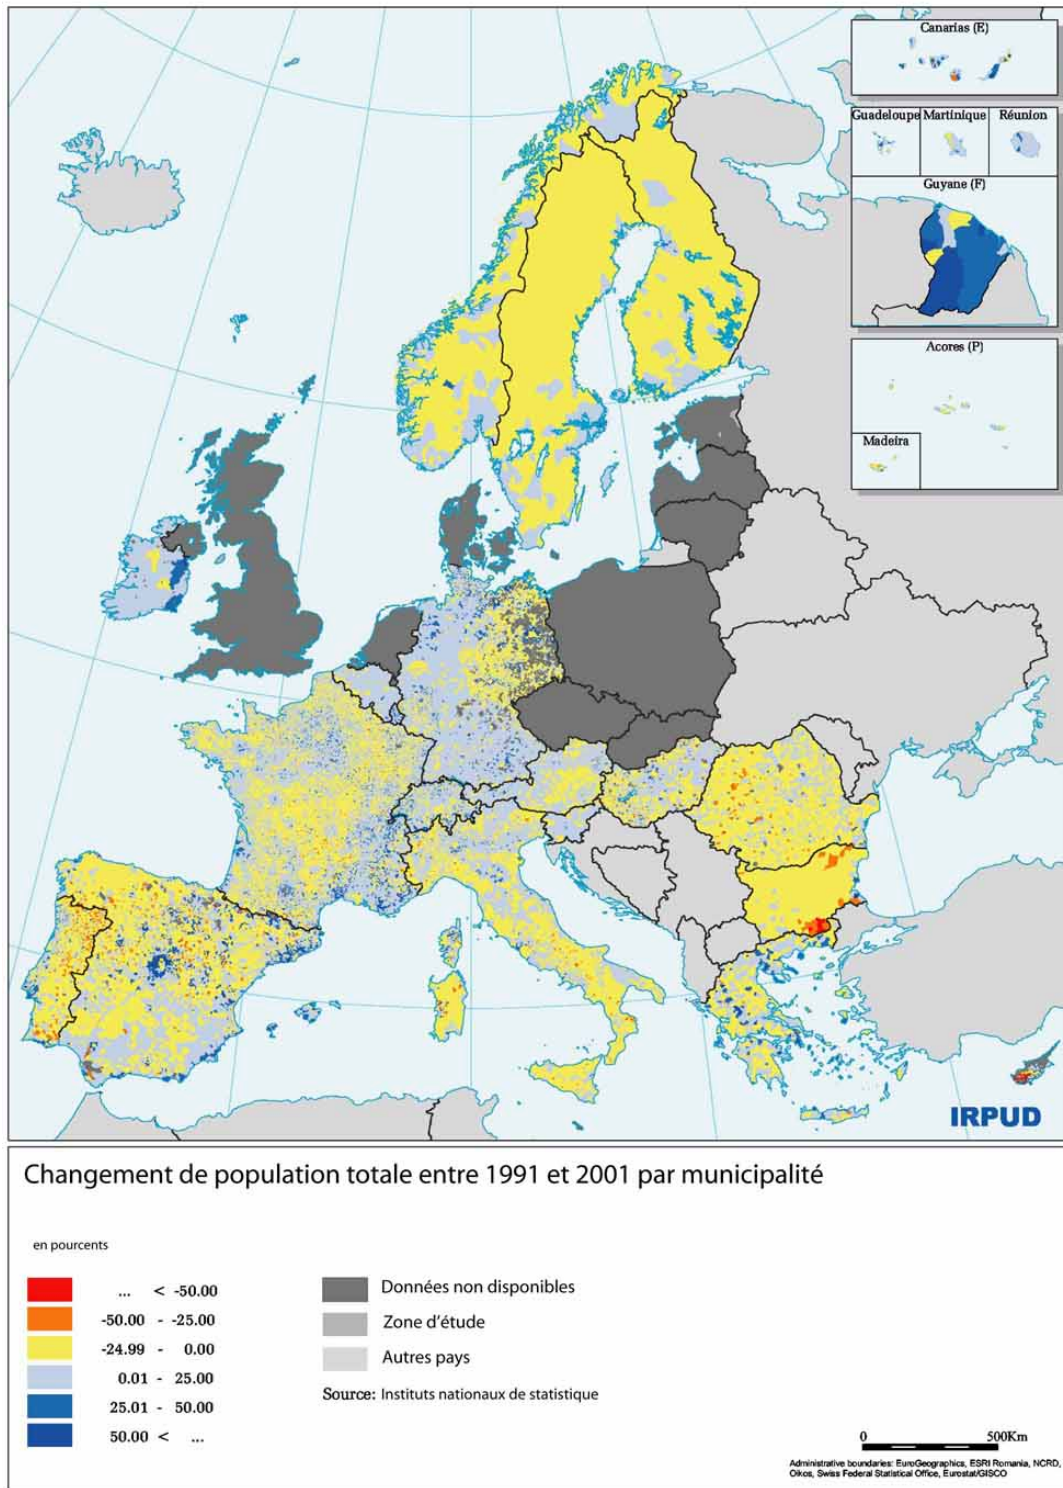 Canarias (E)
Guadeloupe Martinique Réunion
Guyane (F)
Acores (P)
Madeira
IRPUD
Changement de population totale entre 1991 et 2001 par municipalité
en pourcents
... < -50.00
-50.00 - -25.00
-24.99 - 0.00
0.01 - 25.00
25.01 - 50.00
50.00 < ...
Données non disponibles
Zone d'étude
Autres pays
Source: Instituts nationaux de statistique
0 500Km
Administrative boundaries: EuroGeographics, ESRI Romania, NCRD,
Oikos, Swiss Federal Statistical Office, Eurostat/GISCO